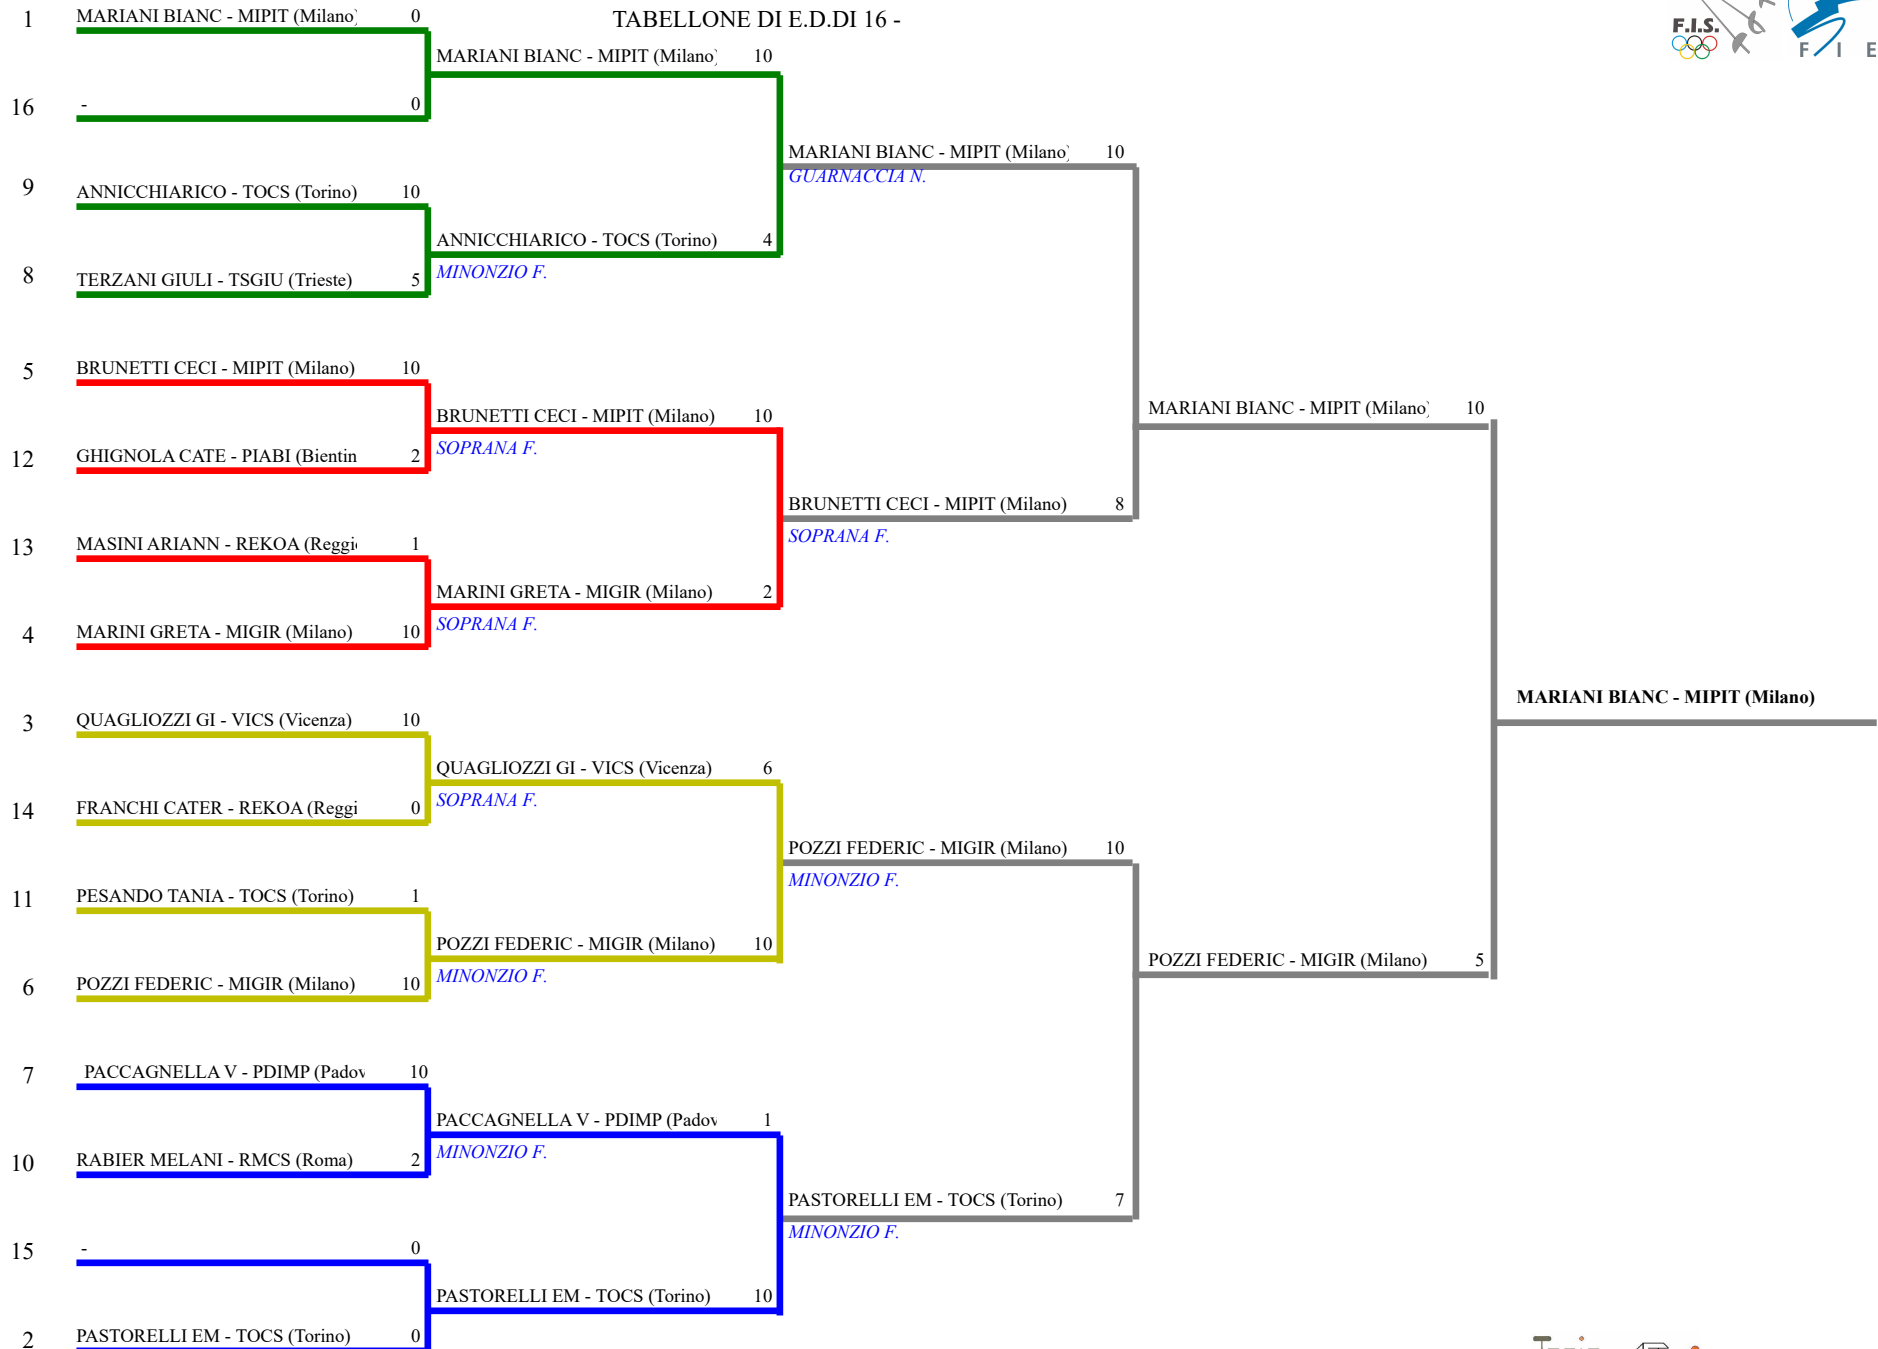 TABELLONE DI E.D.DI 16 -
F.I.S.
F I E
1 MARIANI BIANC - MIPIT (Milano) 0
MARIANI BIANC - MIPIT (Milano) 10
16 - 0
MARIANI BIANC - MIPIT (Milano) 10
GUARNACCIA N.
9 ANNICCHIARICO - TOCS (Torino) 10
ANNICCHIARICO - TOCS (Torino) 4
MINONZIO F.
8 TERZANI GIULI - TSGIU (Trieste) 5
5 BRUNETTI CECI - MIPIT (Milano) 10
BRUNETTI CECI - MIPIT (Milano) 10
SOPRANA F.
MARIANI BIANC - MIPIT (Milano) 10
12 GHIGNOLA CATE - PIABI (Bientin 2
BRUNETTI CECI - MIPIT (Milano) 8
SOPRANA F.
13 MASINI ARIANN - REKOA (Reggi 1
MARINI GRETA - MIGIR (Milano) 2
SOPRANA F.
4 MARINI GRETA - MIGIR (Milano) 10
MARIANI BIANC - MIPIT (Milano)
3 QUAGLIOZZI GI - VICS (Vicenza) 10
QUAGLIOZZI GI - VICS (Vicenza) 6
SOPRANA F.
14 FRANCHI CATER - REKOA (Reggi 0
POZZI FEDERIC - MIGIR (Milano) 10
MINONZIO F.
11 PESANDO TANIA - TOCS (Torino) 1
POZZI FEDERIC - MIGIR (Milano) 10
MINONZIO F.
POZZI FEDERIC - MIGIR (Milano) 5
6 POZZI FEDERIC - MIGIR (Milano) 10
7 PACCAGNELLA V - PDIMP (Padov 10
PACCAGNELLA V - PDIMP (Padov 1
MINONZIO F.
10 RABIER MELANI - RMCS (Roma) 2
PASTORELLI EM - TOCS (Torino) 7
MINONZIO F.
15 - 0
PASTORELLI EM - TOCS (Torino) 10
2 PASTORELLI EM - TOCS (Torino) 0